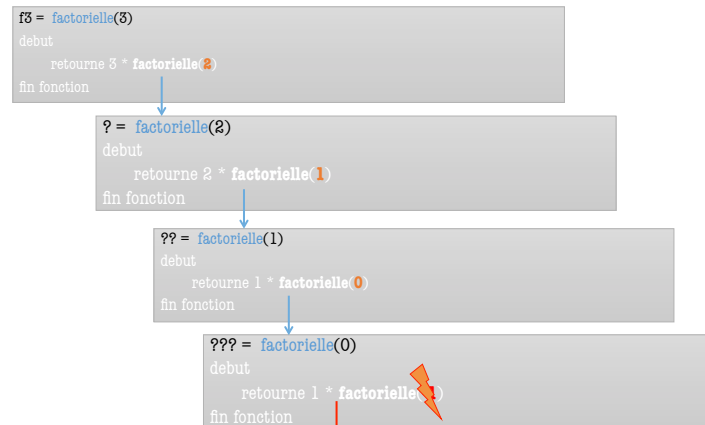 f3 = factorielle(3)
debut
retourne 3 * factorielle(2)
fin fonction
? = factorielle(2)
debut
retourne 2 * factorielle(1)
fin fonction
?? = factorielle(1)
debut
retourne 1 * factorielle(0)
fin fonction
??? = factorielle(0)
debut
retourne 1 * factorielle( )
fin fonction